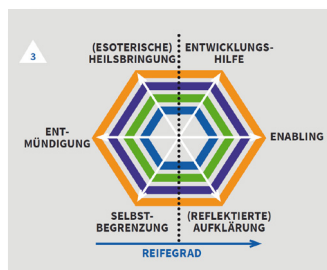 3
(ESOTERISCHE)
HEILSBRINGUNG
ENTWICKLUNGS-
HILFE
ENT-
MÜNDIGUNG
ENABLING
SELBST-
BEGRENZUNG
(REFLEKTIERTE)
AUFKLÄRUNG
REIFEGRAD